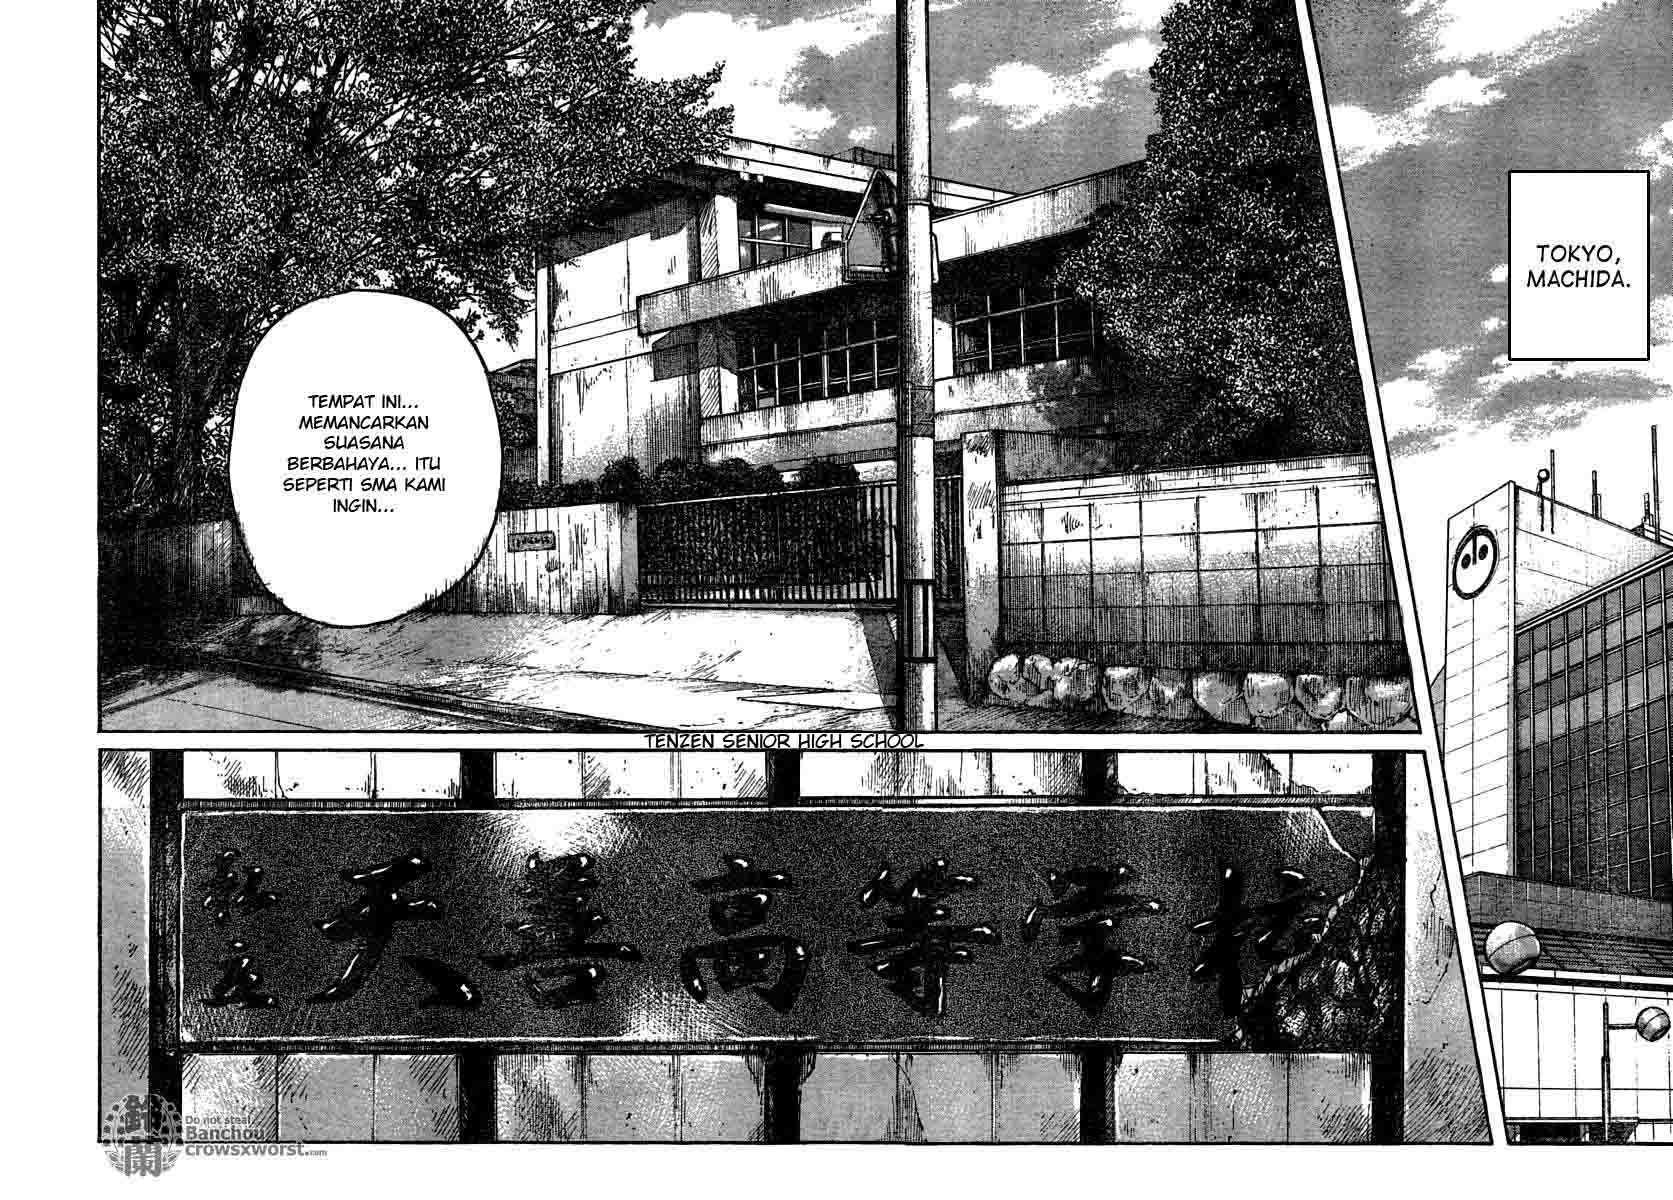 TOKYO,
MACHIDA.
TEMPAT INI...
MEMANCARKAN
SUASANA
BERBAHAYA... ITU
SEPERTI SMA KAMI
INGIN...
TENZEN SENIOR HIGH SCHOOL
私立 天善高等学校
Do not steal
Banchou
crowsxworst.com